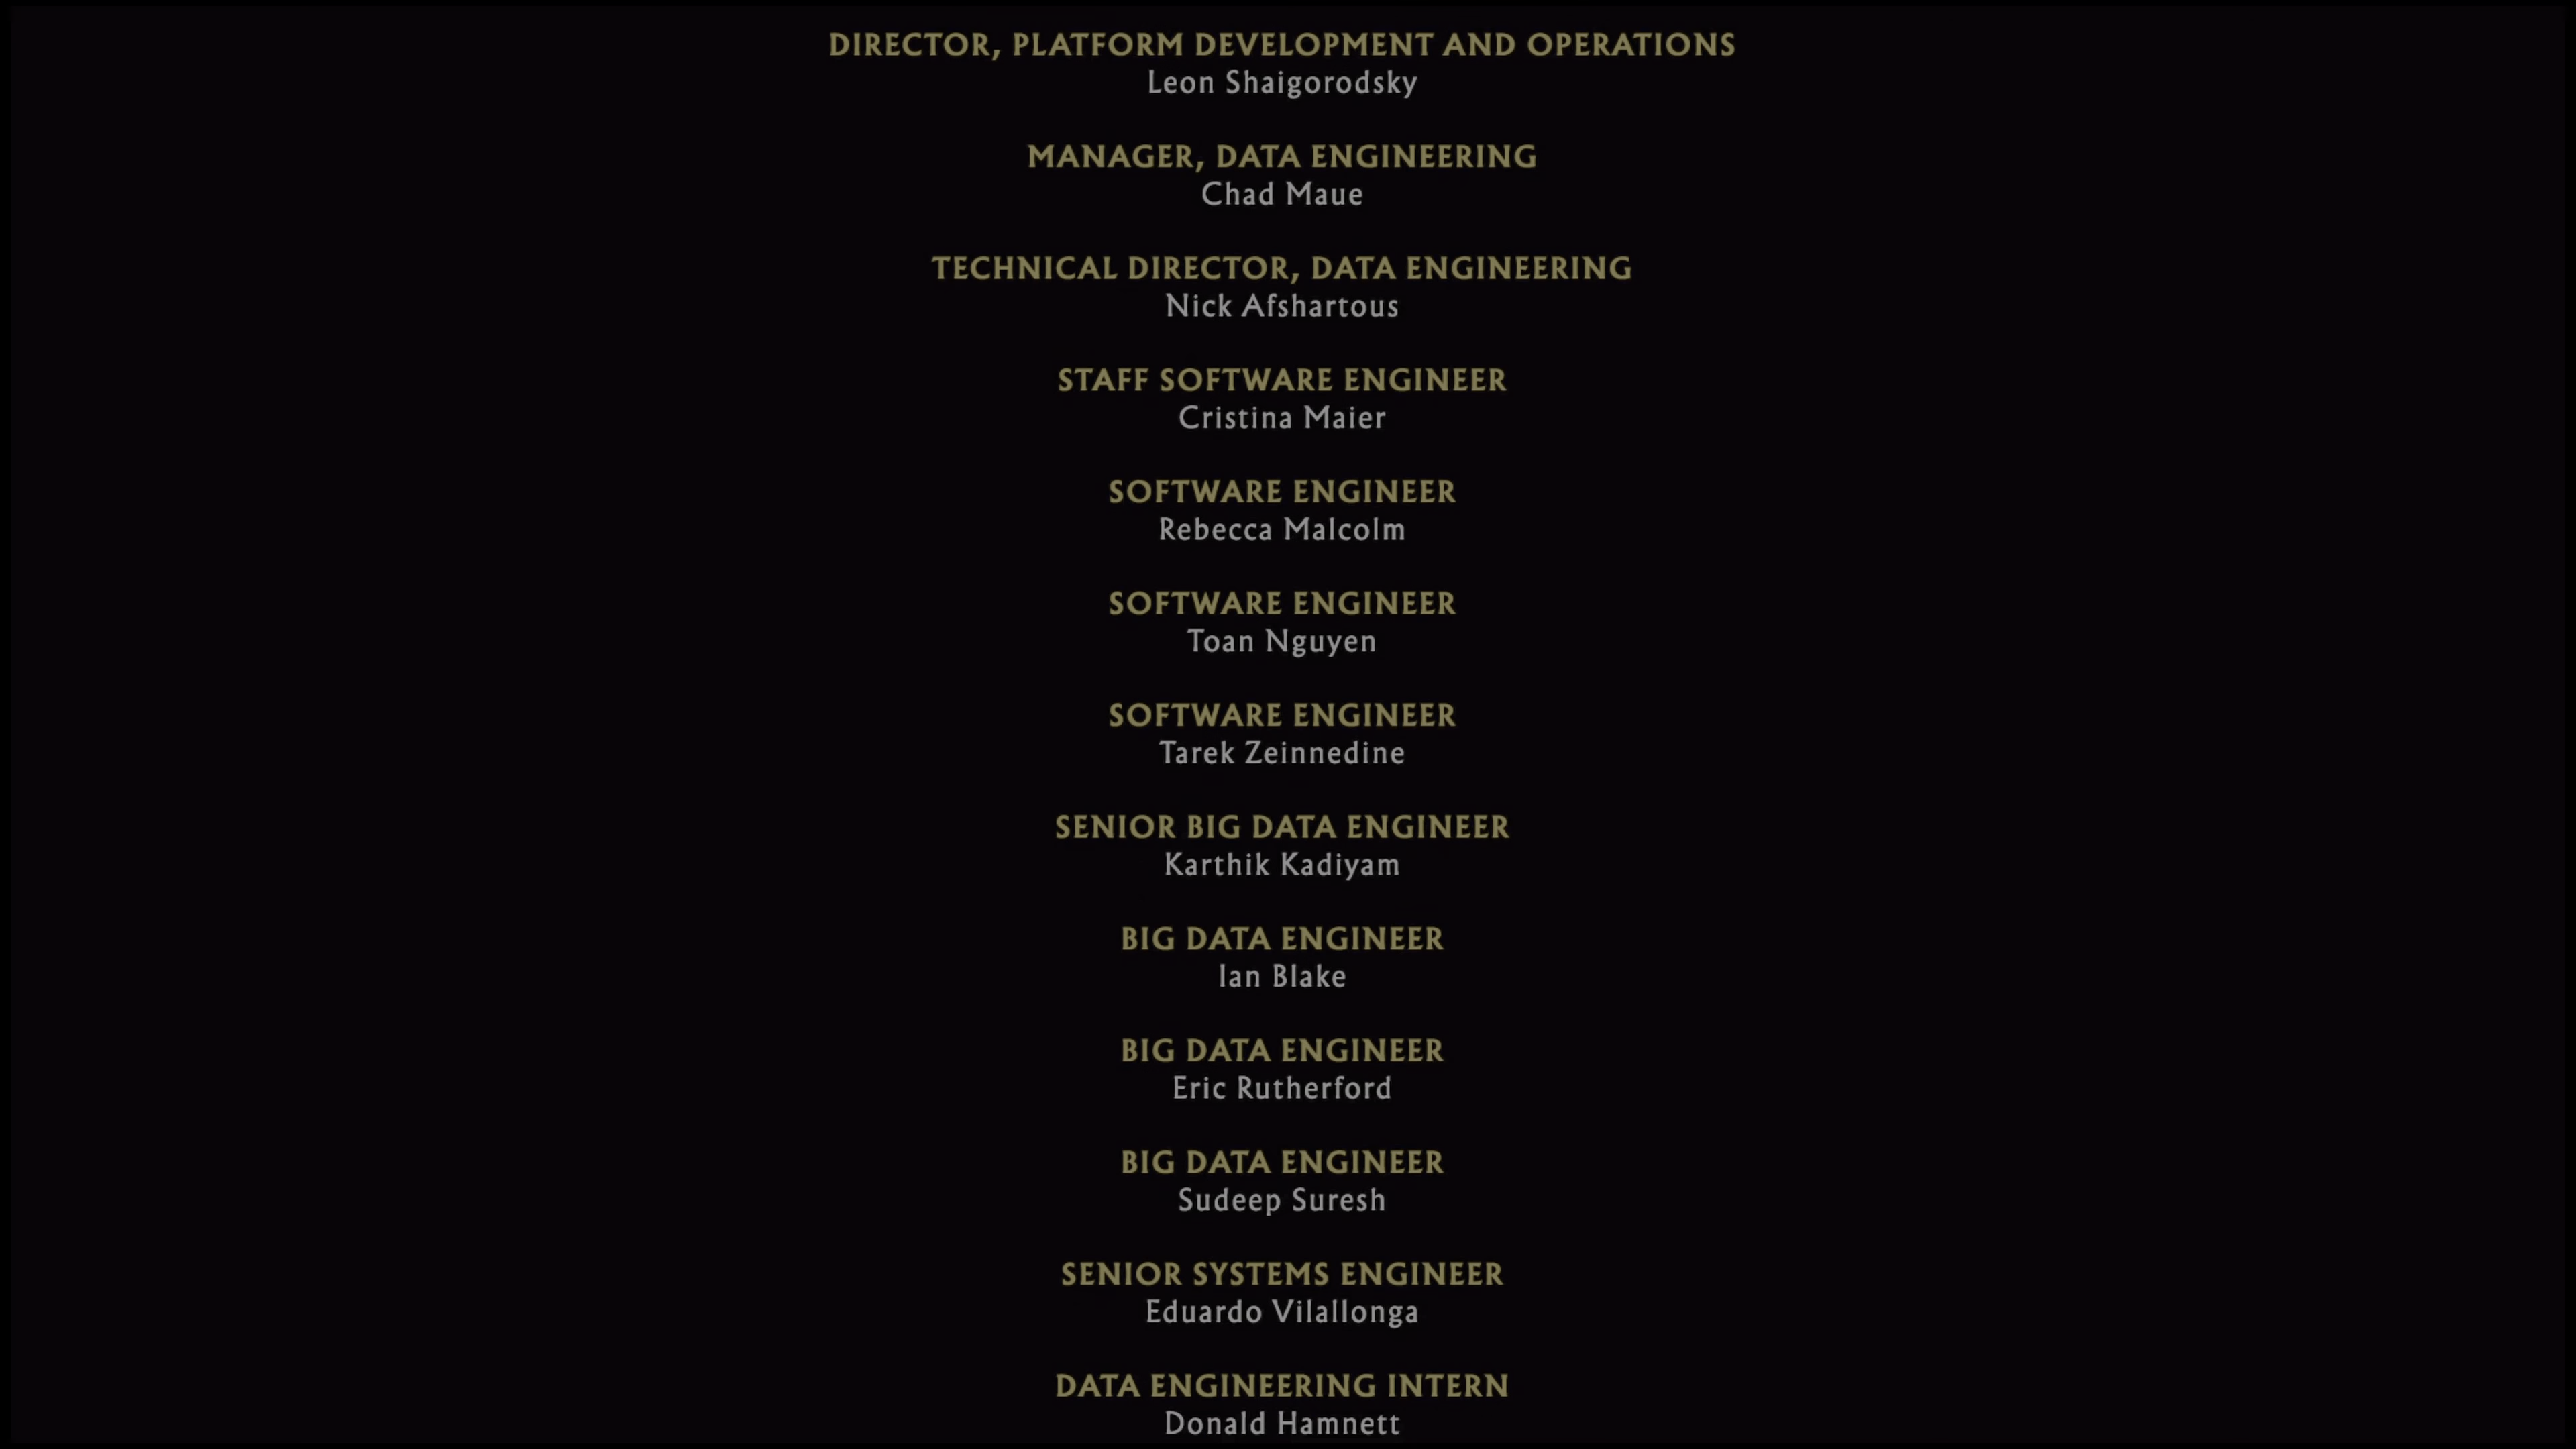 DIRECTOR, PLATFORM DEVELOPMENT AND OPERATIONS
Leon Shaigorodsky
MANAGER, DATA ENGINEERING
Chad Maue
TECHNICAL DIRECTOR, DATA ENGINEERING
Nick Afshartous
STAFF SOFTWARE ENGINEER
Cristina Maier
SOFTWARE ENGINEER
Rebecca Malcolm
SOFTWARE ENGINEER
Toan Nguyen
SOFTWARE ENGINEER
Tarek Zeinnedine
SENIOR BIG DATA ENGINEER
Karthik Kadiyam
BIG DATA ENGINEER
Ian Blake
BIG DATA ENGINEER
Eric Rutherford
BIG DATA ENGINEER
Sudeep Suresh
SENIOR SYSTEMS ENGINEER
Eduardo Vilallonga
DATA ENGINEERING INTERN
Donald Hamnett